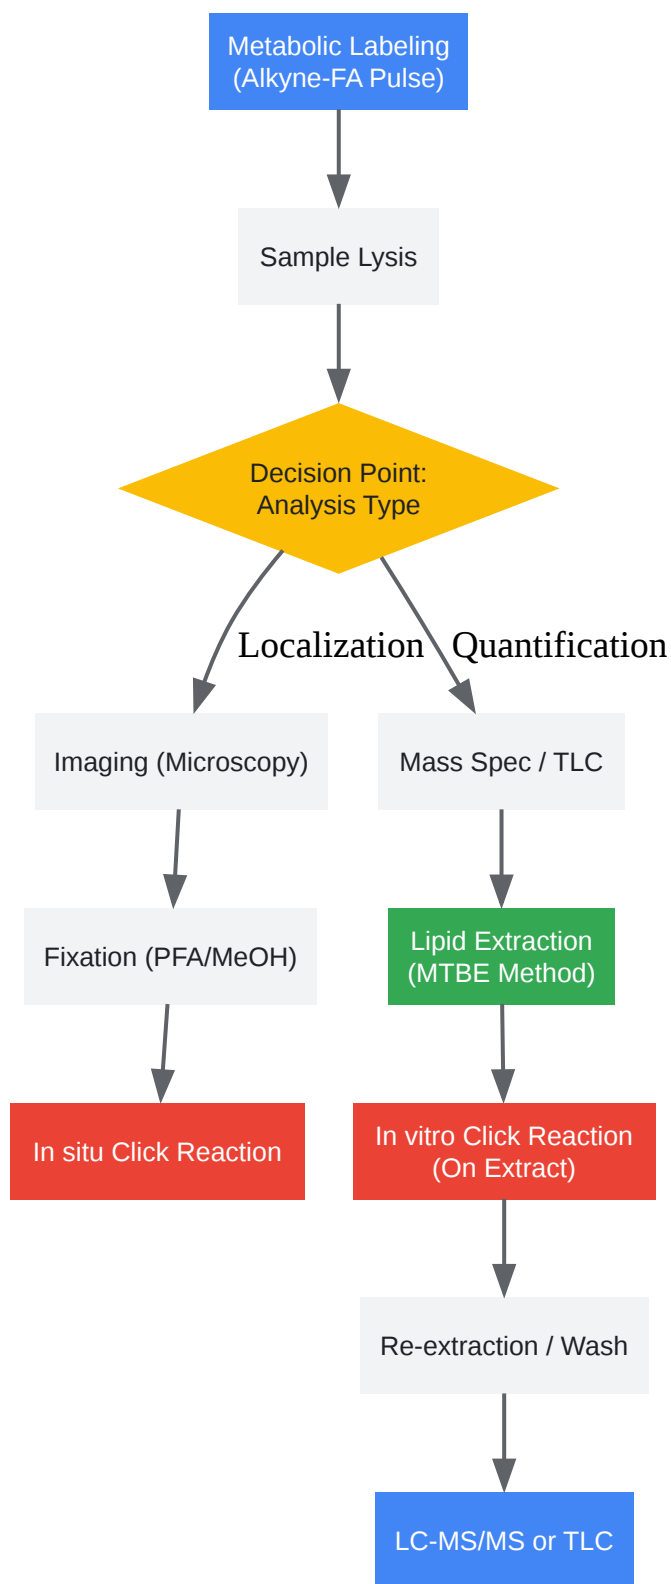 Metabolic Labeling
(Alkyne-FA Pulse)
Sample Lysis
Decision Point:
Analysis Type
Localization
Quantification
Imaging (Microscopy)
Mass Spec / TLC
Fixation (PFA/MeOH)
Lipid Extraction
(MTBE Method)
In situ Click Reaction
In vitro Click Reaction
(On Extract)
Re-extraction / Wash
LC-MS/MS or TLC